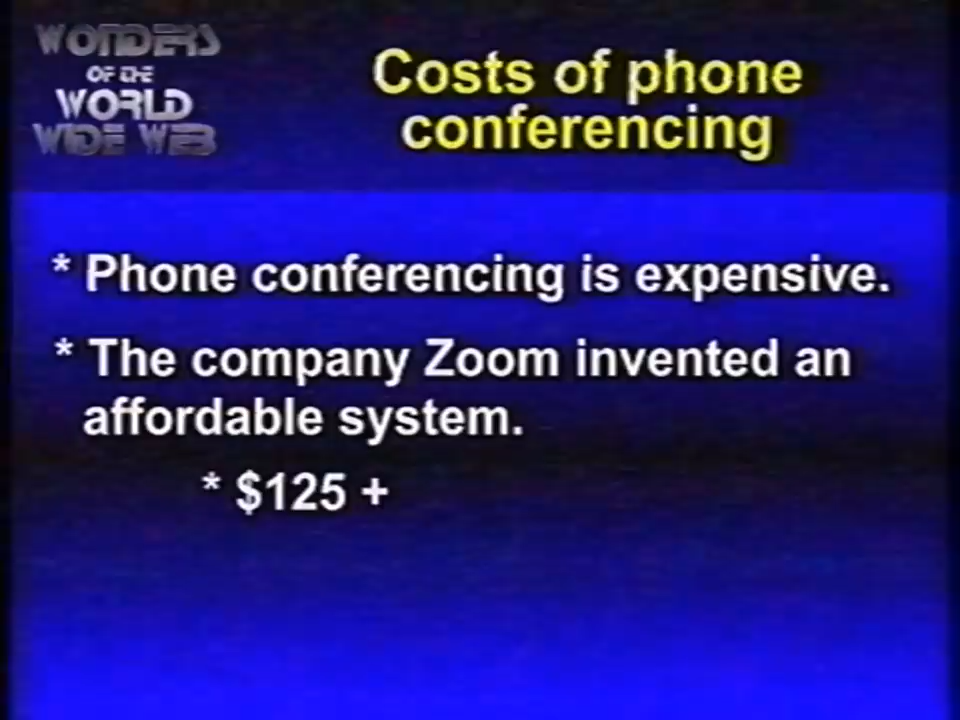 WONDERS
OF THE
WORLD
WIDE WEB
Costs of phone
conferencing
* Phone conferencing is expensive.
* The company Zoom invented an
affordable system.
* $125 +